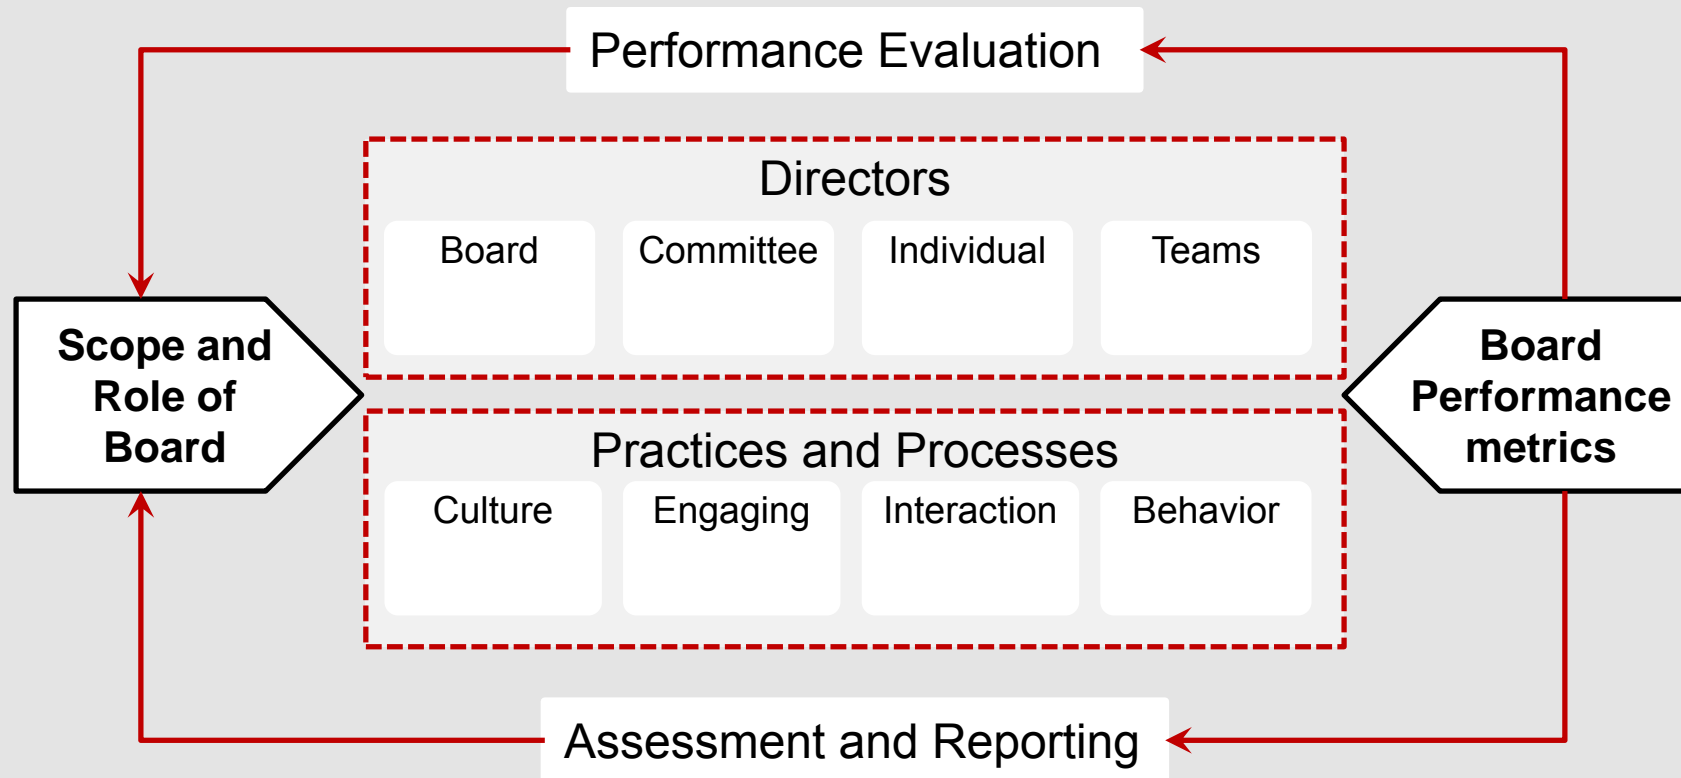 Performance Evaluation
Directors
Board
Committee
Individual
Teams
Scope and
Role of
Board
Board
Performance
metrics
Practices and Processes
Culture
Engaging
Interaction
Behavior
Assessment and Reporting